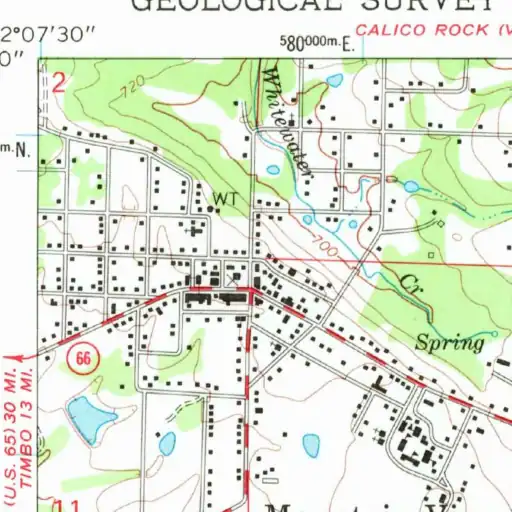 GEOLOGICAL SURVEY
2°07'30"
580000m.E.
CALICO ROCK (V
0"
2
720
Whitewater
m.N.
WT
700
Cr
Spring
66
(U.S. 65) 30 MI.
TIMBO 13 MI.
11